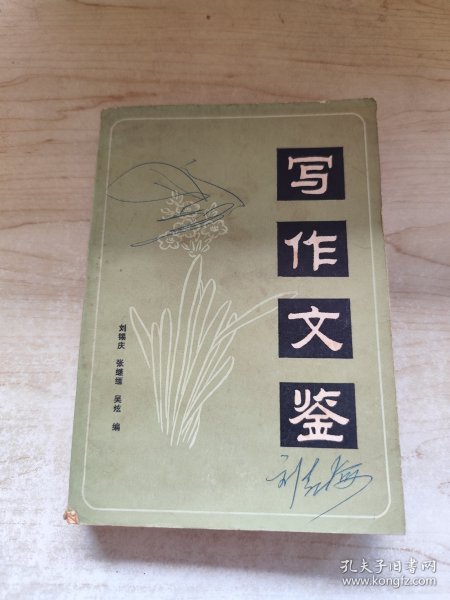 写作文鉴
刘锡庆 张继缅 吴炫 编
孔夫子旧书网
www.kongfz.com